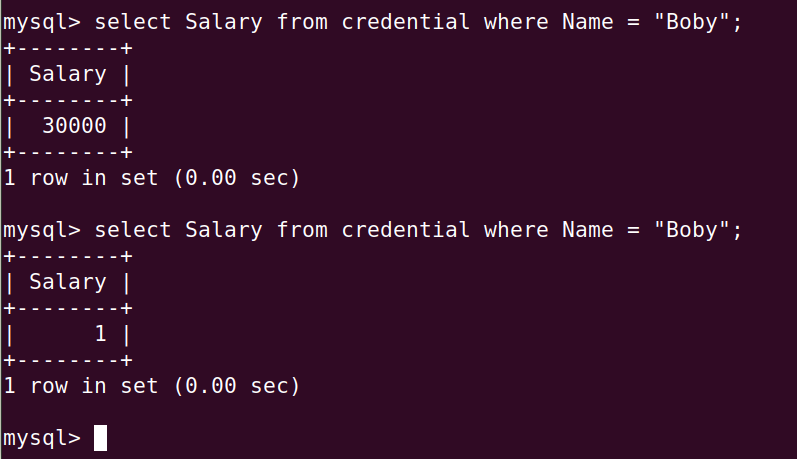 mysql> select Salary from credential where Name = "Boby";
+--------+
| Salary |
+--------+
|  30000 |
+--------+
1 row in set (0.00 sec)

mysql> select Salary from credential where Name = "Boby";
+--------+
| Salary |
+--------+
|      1 |
+--------+
1 row in set (0.00 sec)

mysql>